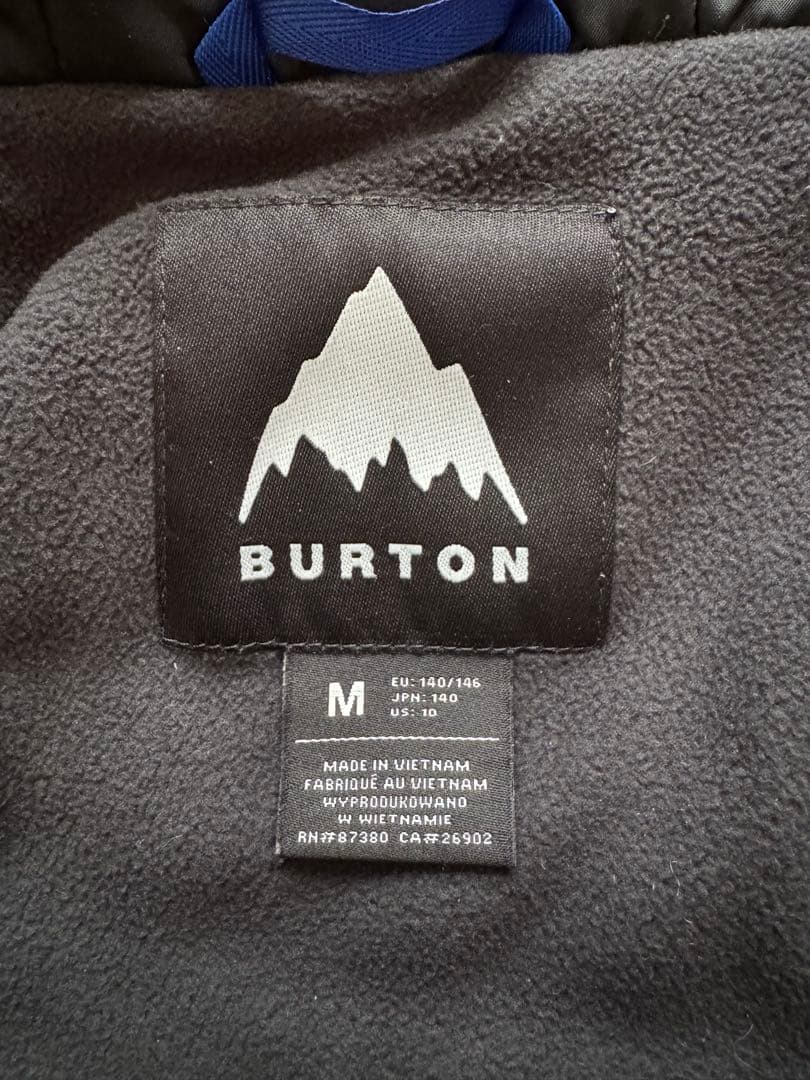 BURTON
M
EU: 140/146
JPN: 140
US: 10
MADE IN VIETNAM
FABRIQUÉ AU VIETNAM
WYPRODUKOWANO
W WIETNAMIE
RN#87380 CA#26902